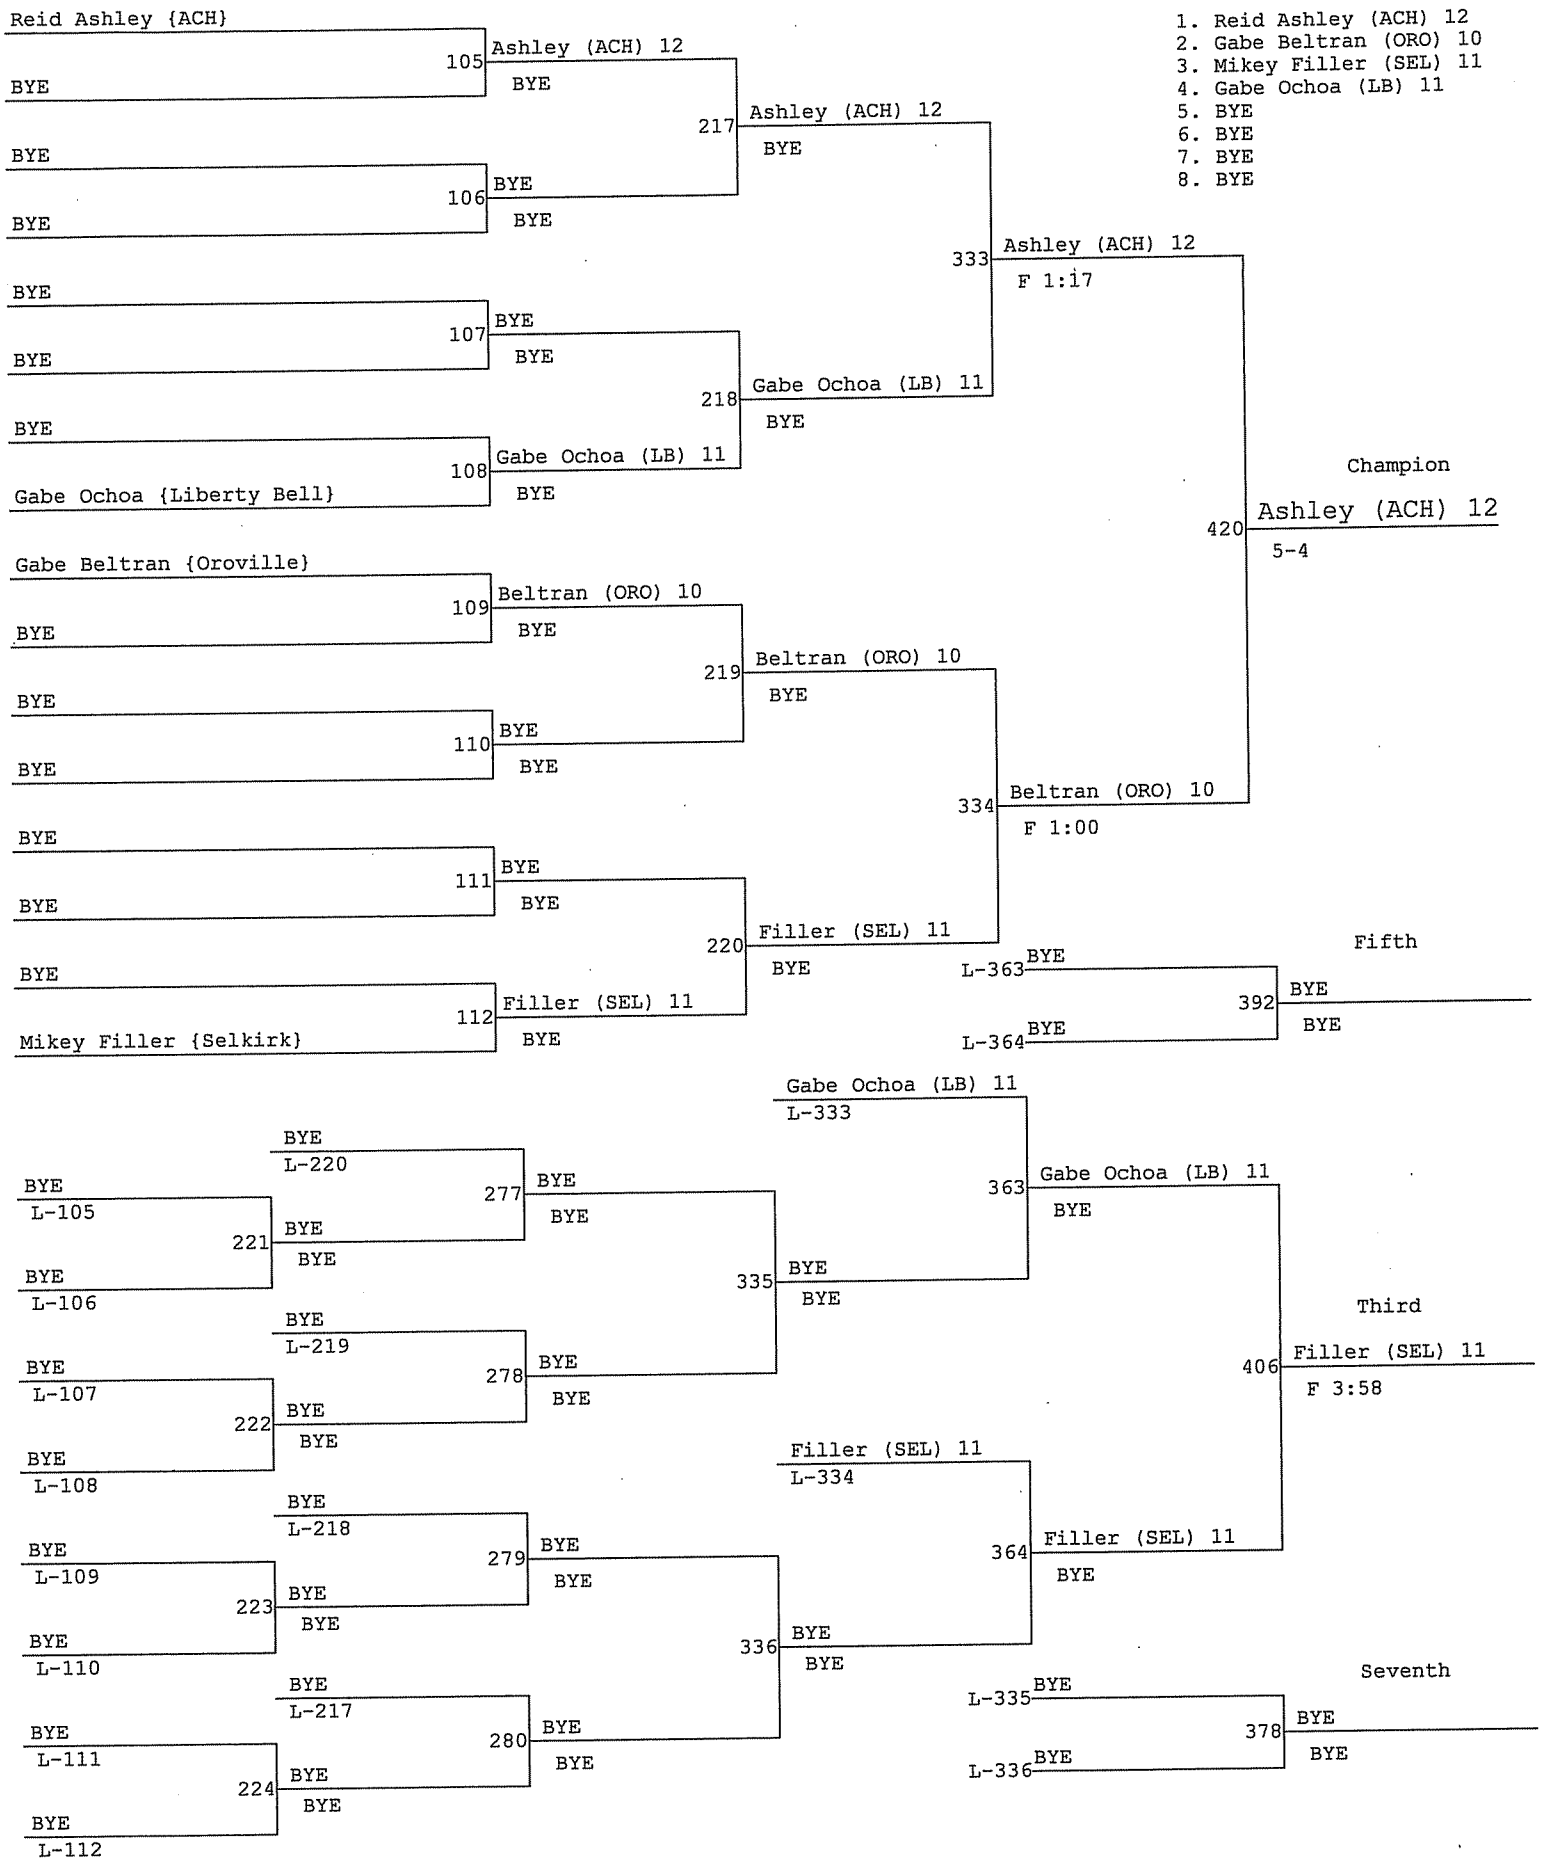 Reid Ashley {ACH}
105
Ashley (ACH) 12
BYE
BYE
217
Ashley (ACH) 12
BYE
BYE
106
BYE
BYE
BYE
333
Ashley (ACH) 12
F 1:17
BYE
107
BYE
BYE
BYE
218
Gabe Ochoa (LB) 11
BYE
BYE
108
Gabe Ochoa (LB) 11
BYE
Gabe Ochoa {Liberty Bell}
1. Reid Ashley (ACH) 12
2. Gabe Beltran (ORO) 10
3. Mikey Filler (SEL) 11
4. Gabe Ochoa (LB) 11
5. BYE
6. BYE
7. BYE
8. BYE
Champion
420
Ashley (ACH) 12
5-4
Gabe Beltran {Oroville}
109
Beltran (ORO) 10
BYE
BYE
219
Beltran (ORO) 10
BYE
BYE
110
BYE
BYE
BYE
334
Beltran (ORO) 10
F 1:00
BYE
111
BYE
BYE
BYE
220
Filler (SEL) 11
BYE
BYE
112
Filler (SEL) 11
BYE
Mikey Filler {Selkirk}
Fifth
L-363
BYE
392
BYE
BYE
L-364
BYE
Gabe Ochoa (LB) 11
L-333
363
Gabe Ochoa (LB) 11
BYE
BYE
L-220
277
BYE
BYE
BYE
L-105
221
BYE
BYE
BYE
L-106
335
BYE
BYE
BYE
L-219
278
BYE
BYE
BYE
L-107
222
BYE
BYE
BYE
L-108
Third
406
Filler (SEL) 11
F 3:58
Filler (SEL) 11
L-334
364
Filler (SEL) 11
BYE
BYE
L-218
279
BYE
BYE
BYE
L-109
223
BYE
BYE
BYE
L-110
336
BYE
BYE
BYE
L-217
280
BYE
BYE
BYE
L-111
224
BYE
BYE
BYE
L-112
Seventh
L-335
BYE
378
BYE
BYE
L-336
BYE